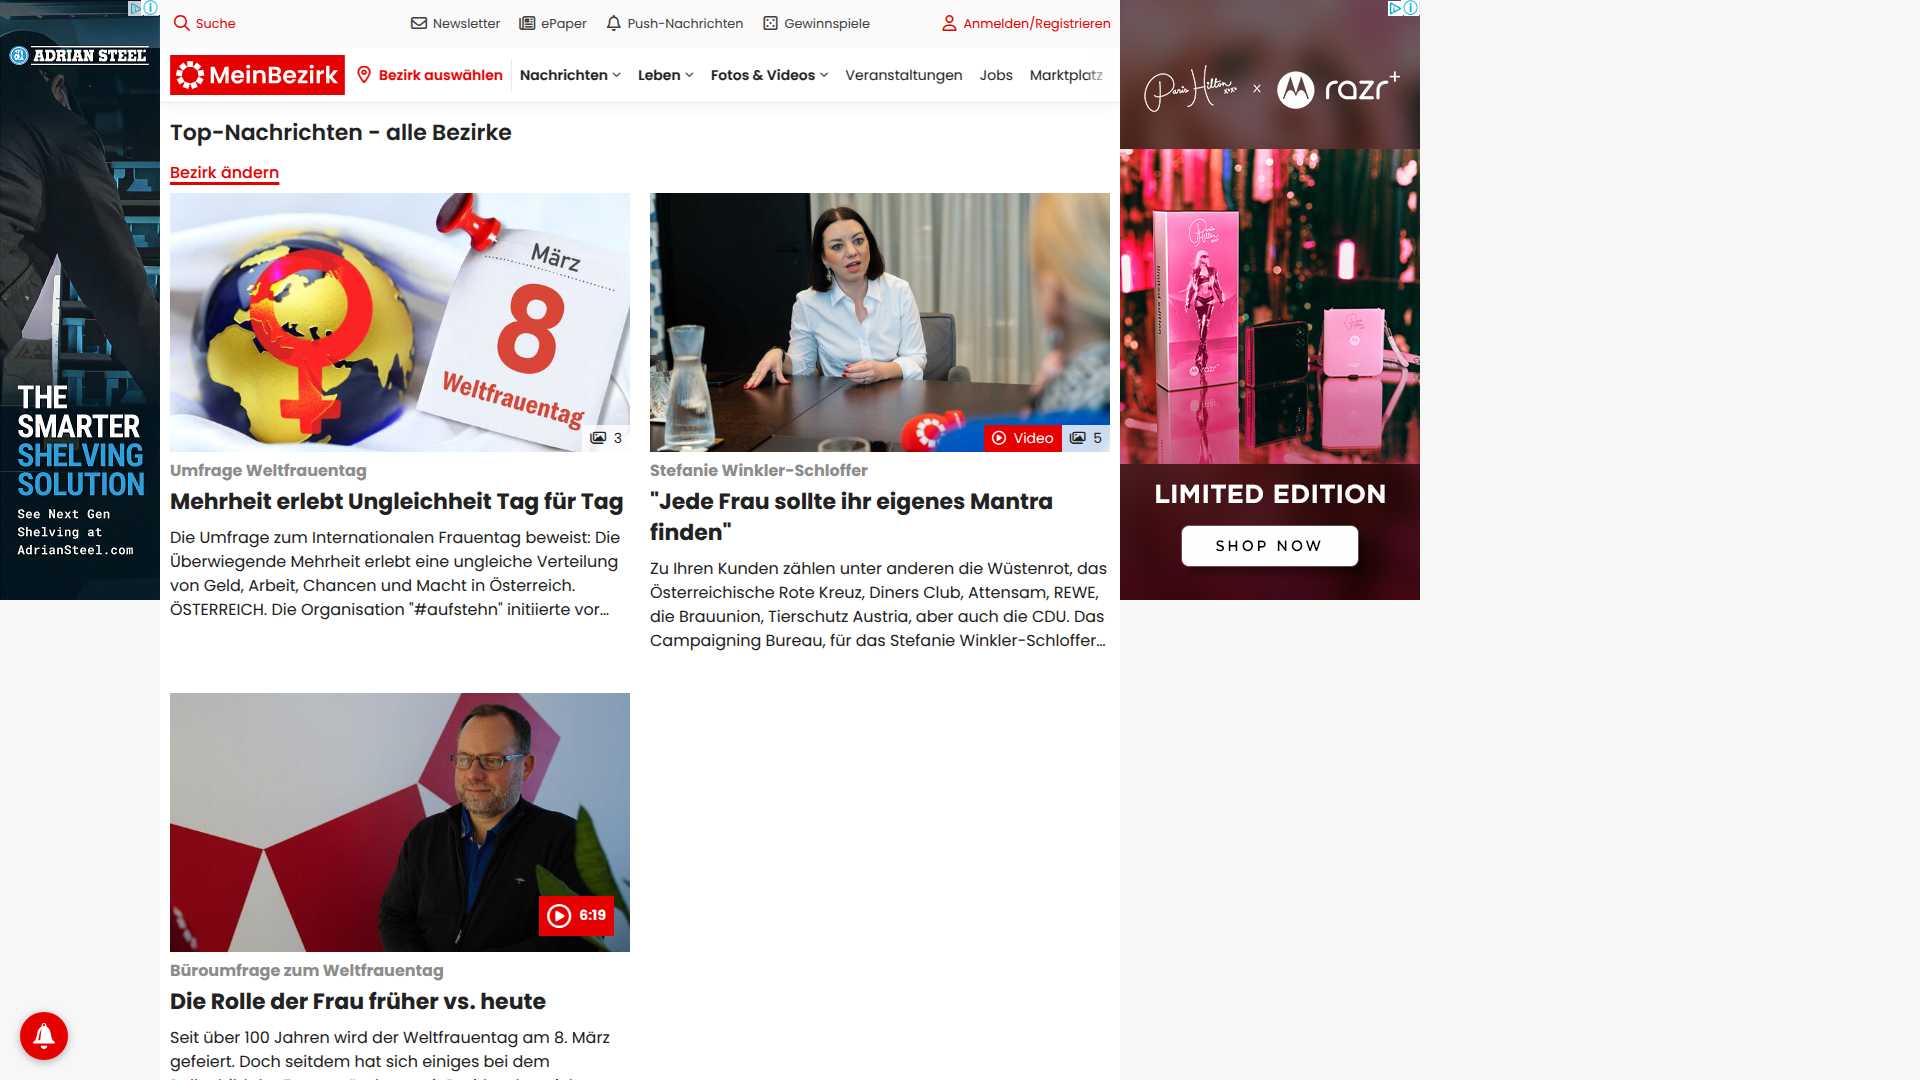 Suche
Newsletter
ePaper
Push-Nachrichten
Gewinnspiele
Anmelden/Registrieren
MeinBezirk
Bezirk auswählen
Nachrichten
Leben
Fotos & Videos
Veranstaltungen
Jobs
Marktplatz
Top-Nachrichten - alle Bezirke
Bezirk ändern
März
8
Weltfrauentag
3
Umfrage Weltfrauentag
Mehrheit erlebt Ungleichheit Tag für Tag
Die Umfrage zum Internationalen Frauentag beweist: Die
Überwiegende Mehrheit erlebt eine ungleiche Verteilung
von Geld, Arbeit, Chancen und Macht in Österreich.
ÖSTERREICH. Die Organisation "#aufstehn" initiierte vor...
Video
5
Stefanie Winkler-Schloffer
"Jede Frau sollte ihr eigenes Mantra
finden"
Zu Ihren Kunden zählen unter anderen die Wüstenrot, das
Österreichische Rote Kreuz, Diners Club, Attensam, REWE,
die Brauunion, Tierschutz Austria, aber auch die CDU. Das
Campaigning Bureau, für das Stefanie Winkler-Schloffer...
6:19
Büroumfrage zum Weltfrauentag
Die Rolle der Frau früher vs. heute
Seit über 100 Jahren wird der Weltfrauentag am 8. März
gefeiert. Doch seitdem hat sich einiges bei dem
ADRIAN STEEL
THE
SMARTER
SHELVING
SOLUTION
See Next Gen
Shelving at
AdrianSteel.com
Paris Hilton x razr+
LIMITED EDITION
SHOP NOW